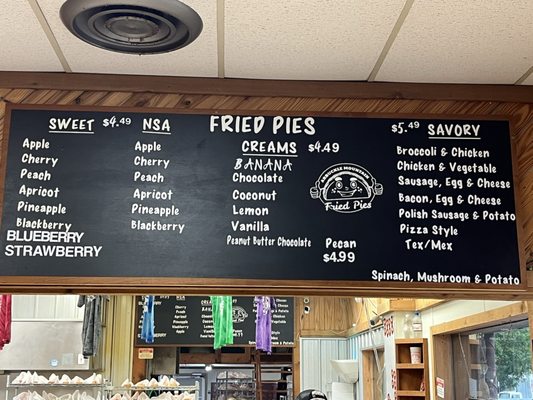 FRIED PIES
SWEET $4.49 NSA
Apple
Cherry
Peach
Apricot
Pineapple
Blackberry
BLUEBERRY
STRAWBERRY
Apple
Cherry
Peach
Apricot
Pineapple
Blackberry
CREAMS $4.49
BANANA
Chocolate
Coconut
Lemon
Vanilla
Peanut Butter Chocolate
Pecan
$4.99
ARBUCKLE MOUNTAIN
Fried Pies
$5.49 SAVORY
Broccoli & Chicken
Chicken & Vegetable
Sausage, Egg & Cheese
Bacon, Egg & Cheese
Polish Sausage & Potato
Pizza Style
Tex/Mex
Spinach, Mushroom & Potato